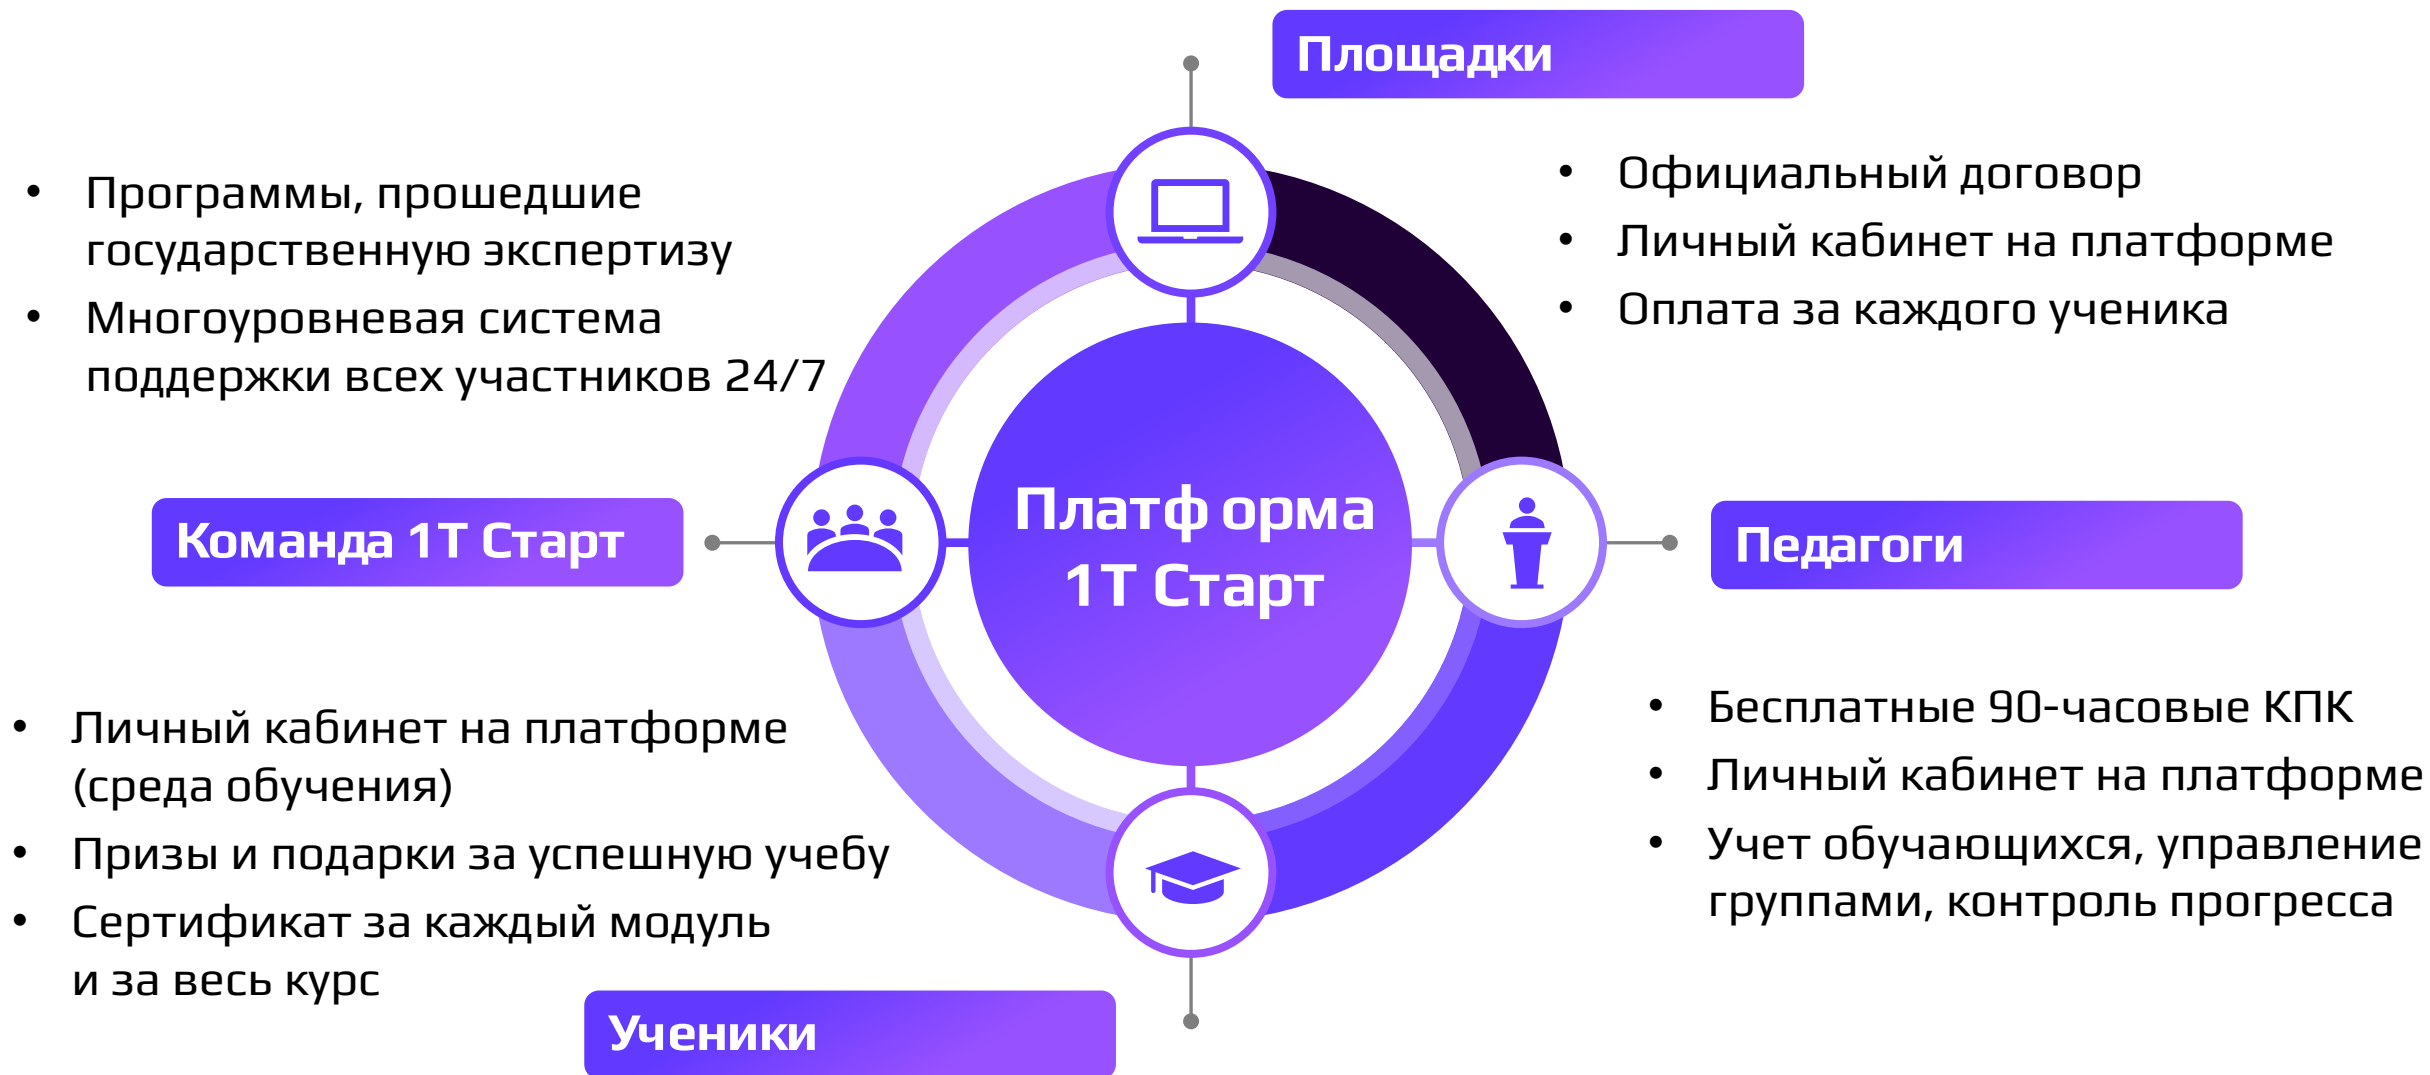 Площадки
• Официальный договор
• Личный кабинет на платформе
• Оплата за каждого ученика
• Программы, прошедшие
государственную экспертизу
• Многоуровневая система
поддержки всех участников 24/7
Команда 1Т Старт
Платформа
1Т Старт
Педагоги
• Бесплатные 90-часовые КПК
• Личный кабинет на платформе
• Учет обучающихся, управление
группами, контроль прогресса
• Личный кабинет на платформе
(среда обучения)
• Призы и подарки за успешную учебу
• Сертификат за каждый модуль
и за весь курс
Ученики